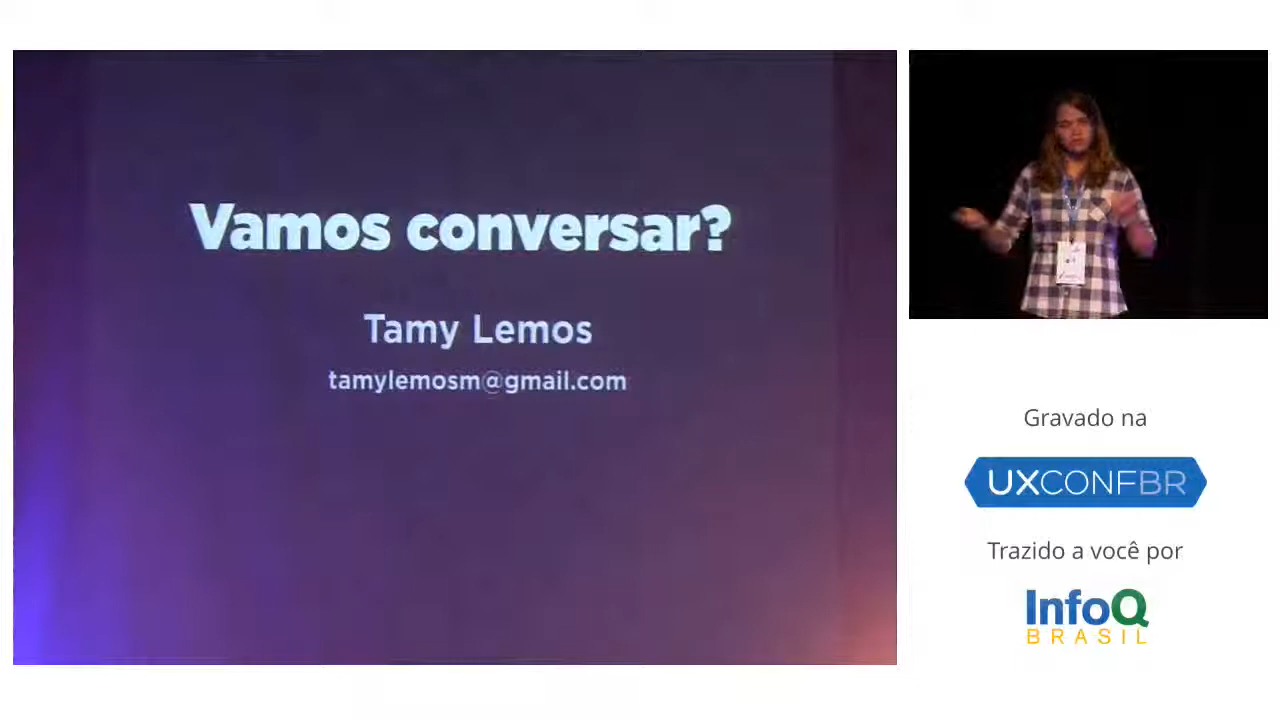 Vamos conversar?
Tamy Lemos
tamylemosm@gmail.com
Gravado na
UXCONFBR
Trazido a você por
InfoQ
BRASIL